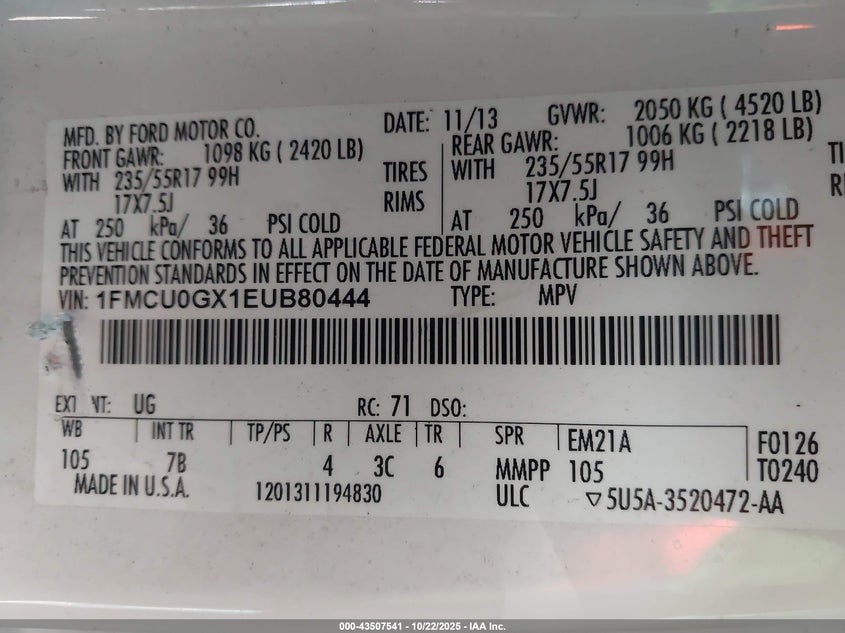 MFD. BY FORD MOTOR CO. DATE: 11/13 GVWR: 2050 KG ( 4520 LB)
FRONT GAWR: 1098 KG ( 2420 LB) REAR GAWR: 1006 KG ( 2218 LB)
WITH 235/55R17 99H TIRES WITH 235/55R17 99H
17X7.5J RIMS 17X7.5J
AT 250 kPa/ 36 PSI COLD AT 250 kPa/ 36 PSI COLD
THIS VEHICLE CONFORMS TO ALL APPLICABLE FEDERAL MOTOR VEHICLE SAFETY AND THEFT
PREVENTION STANDARDS IN EFFECT ON THE DATE OF MANUFACTURE SHOWN ABOVE.
VIN: 1FMCU0GX1EUB80444 TYPE: MPV
UG RC: 71 DSO:
WB INT TR TP/PS R AXLE TR SPR EM21A F0126
105 7B 4 3C 6 MMPP 105 T0240
MADE IN U.S.A. 1201311194830 ULC ▽5U5A-3520472-AA
000-43507541 - 10/22/2025 - IAA Inc.